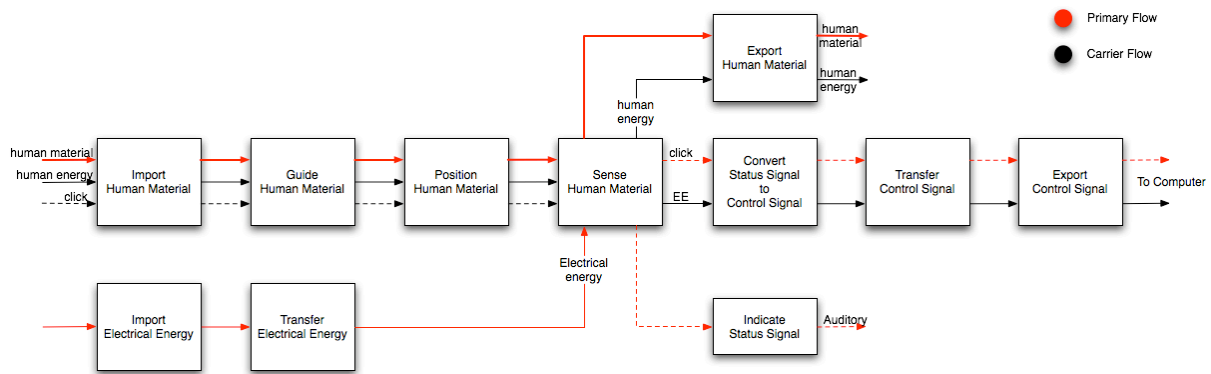 Primary Flow
Carrier Flow
human
material
Export
Human Material
human
energy
human
energy
human material
human energy
click
Import
Human Material
Guide
Human Material
Position
Human Material
Sense
Human Material
click
EE
Convert
Status Signal
to
Control Signal
Transfer
Control Signal
Export
Control Signal
To Computer
Electrical
energy
Import
Electrical Energy
Transfer
Electrical Energy
Indicate
Status Signal
Auditory